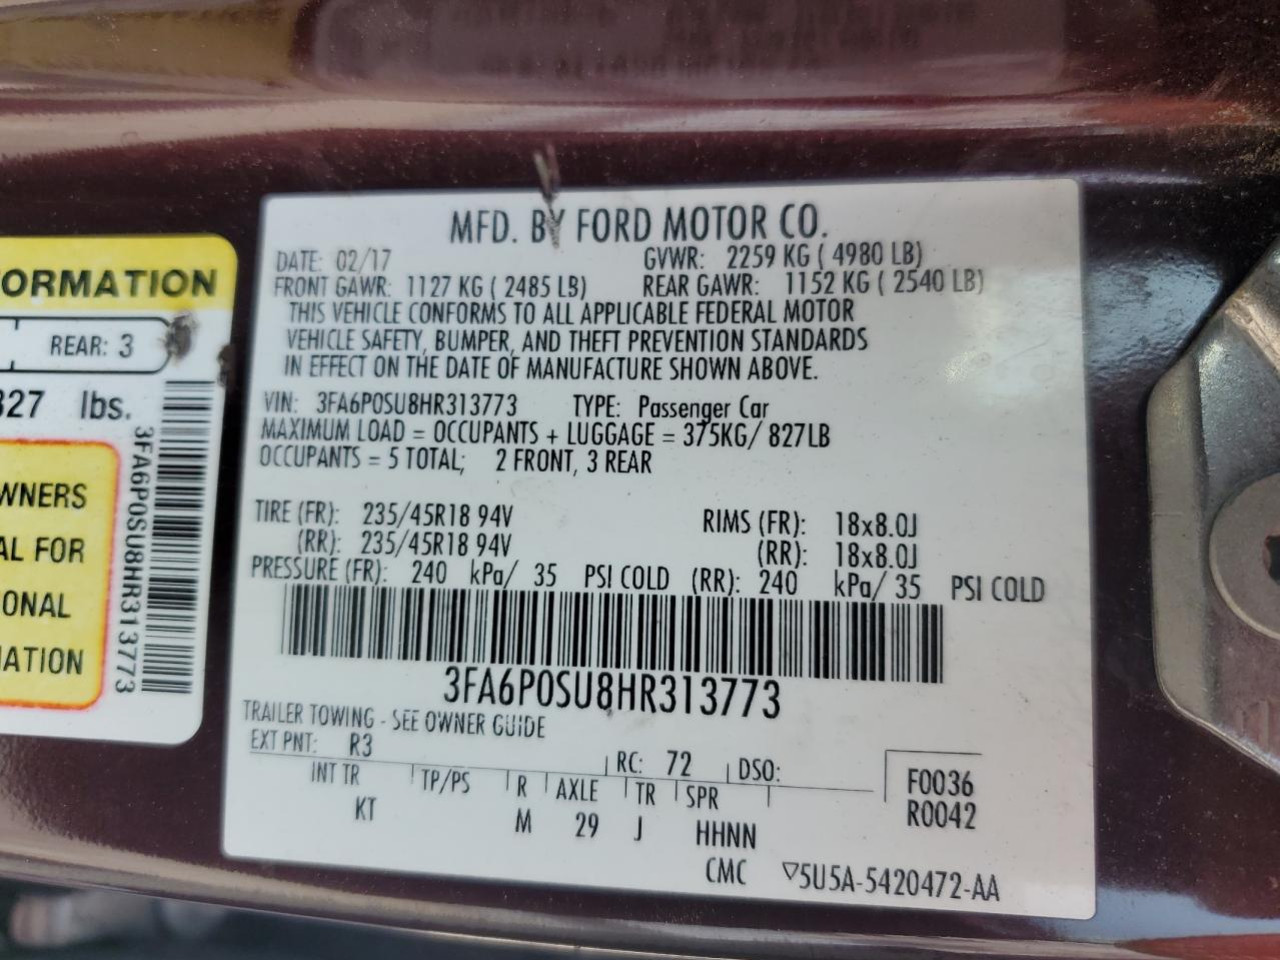 MFD. BY FORD MOTOR CO.
DATE: 02/17 GVWR: 2259 KG ( 4980 LB)
FRONT GAWR: 1127 KG ( 2485 LB) REAR GAWR: 1152 KG ( 2540 LB)
THIS VEHICLE CONFORMS TO ALL APPLICABLE FEDERAL MOTOR
VEHICLE SAFETY, BUMPER, AND THEFT PREVENTION STANDARDS
IN EFFECT ON THE DATE OF MANUFACTURE SHOWN ABOVE.
VIN: 3FA6P0SU8HR313773 TYPE: Passenger Car
MAXIMUM LOAD = OCCUPANTS + LUGGAGE = 375KG/ 827LB
OCCUPANTS = 5 TOTAL; 2 FRONT, 3 REAR
TIRE (FR): 235/45R18 94V RIMS (FR): 18x8.0J
(RR): 235/45R18 94V (RR): 18x8.0J
PRESSURE (FR): 240 kPa/ 35 PSI COLD (RR): 240 kPa/ 35 PSI COLD
3FA6P0SU8HR313773
TRAILER TOWING - SEE OWNER GUIDE
EXT PNT: R3 RC: 72 DSO:
INT TR TP/PS R AXLE TR SPR F0036
KT M 29 J HHNN R0042
CMC ▽5U5A-5420472-AA
ORMATION
REAR: 3
827 lbs.
WNERS
AL FOR
ONAL
MATION
3FA6P0SU8HR313773